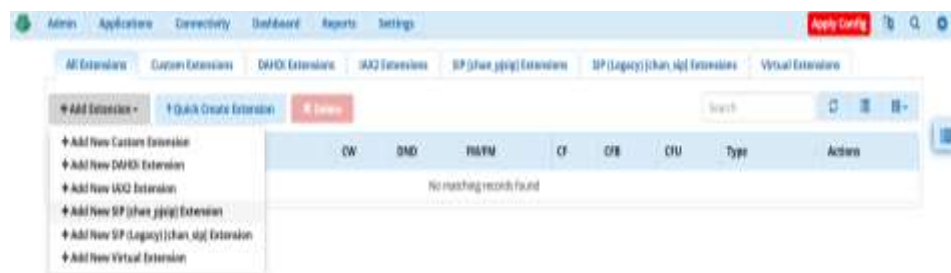 Admin Applications Connectivity Dashboard Reports Settings Apply Config
All Extensions Custom Extensions DAHDi Extensions IAX2 Extensions SIP [chan_pjsip] Extensions SIP (Legacy) [chan_sip] Extensions Virtual Extensions
+ Add Extension Quick Create Extension Delete Search
+ Add New Custom Extension
CW DND FM/FM CF CFB CFU Type Actions
+ Add New DAHDi Extension
+ Add New IAX2 Extension
No matching records found
+ Add New SIP [chan_pjsip] Extension
+ Add New SIP (Legacy) [chan_sip] Extension
+ Add New Virtual Extension